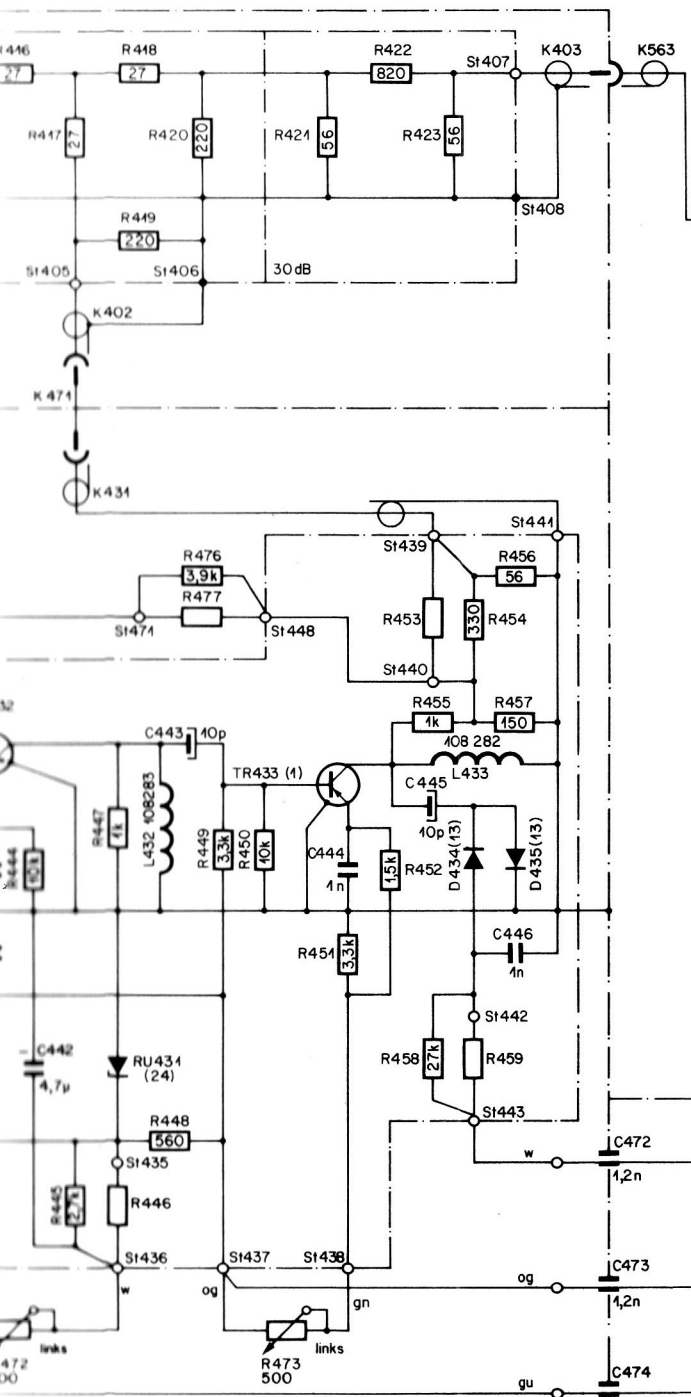 R418
R422
K403
K563
27
820
St407
R417
27
R420
220
R421
56
R423
56
St408
R419
220
St405
St406
30dB
K402
K471
K431
St439
St441
R476
3,9k
R456
56
R477
R453
330
R454
St471
St448
St440
R455
1k
R457
150
C443
10p
108 282
L433
TR433 (1)
C445
10p
R447
1k
L432 108283
R449
3,3k
R450
10k
C444
1n
1,5k
R452
D434(13)
D435(13)
R444
10k
R451
3,3k
C446
1n
C442
4,7µ
RU431
(24)
St442
R458
27k
R459
R448
560
St443
C472
1,2n
w
St435
R445
2,7k
R446
St436
St437
St438
w
og
gn
og
C473
1,2n
links
links
R473
500
gu
C474